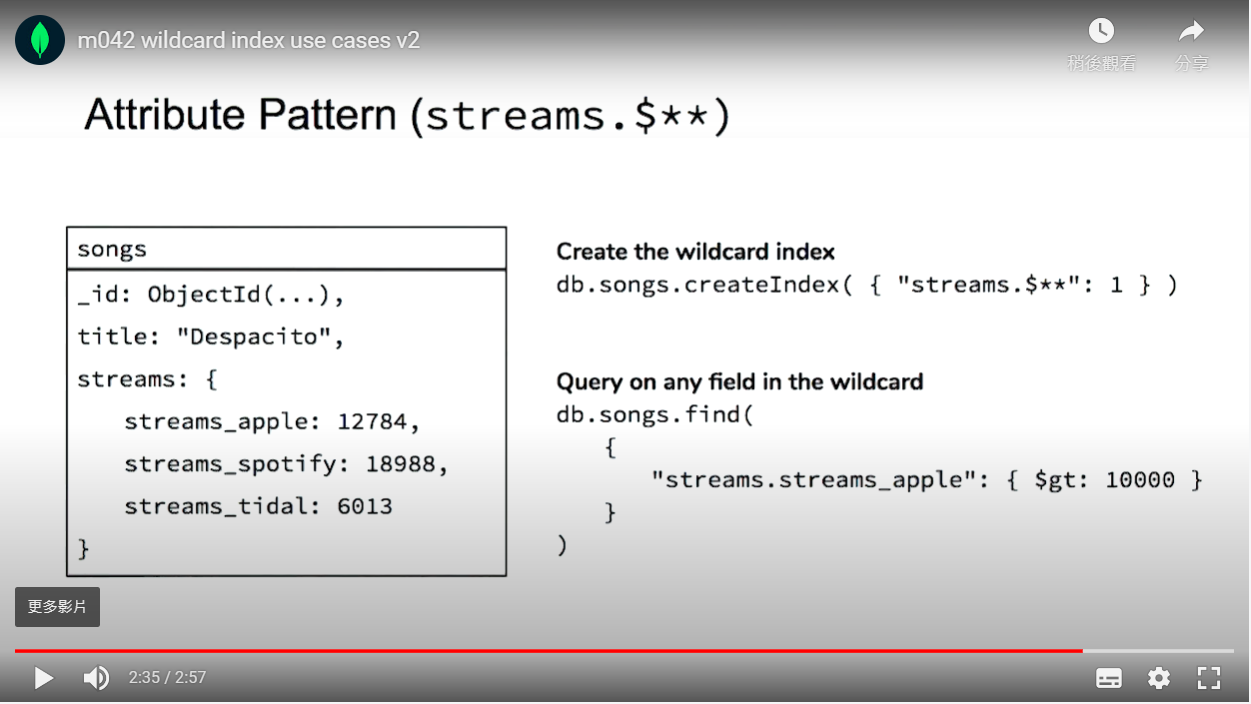 m042 wildcard index use cases v2
稍後觀看
分享
Attribute Pattern (streams.$**)
songs
_id: ObjectId(...),
title: "Despacito",
streams: {
streams_apple: 12784,
streams_spotify: 18988,
streams_tidal: 6013
}
Create the wildcard index
db.songs.createIndex( { "streams.$**": 1 } )
Query on any field in the wildcard
db.songs.find(
{
"streams.streams_apple": { $gt: 10000 }
}
)
更多影片
2:35 / 2:57